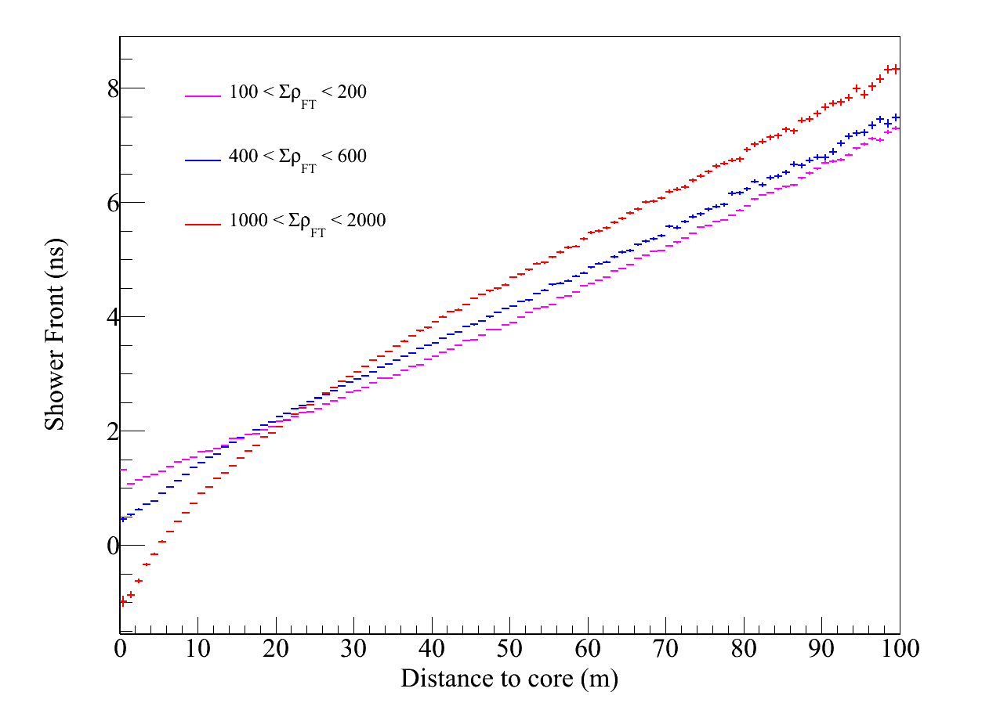 100 < Σρ_FT < 200
400 < Σρ_FT < 600
1000 < Σρ_FT < 2000
8
6
4
2
0
Shower Front (ns)
0 10 20 30 40 50 60 70 80 90 100
Distance to core (m)